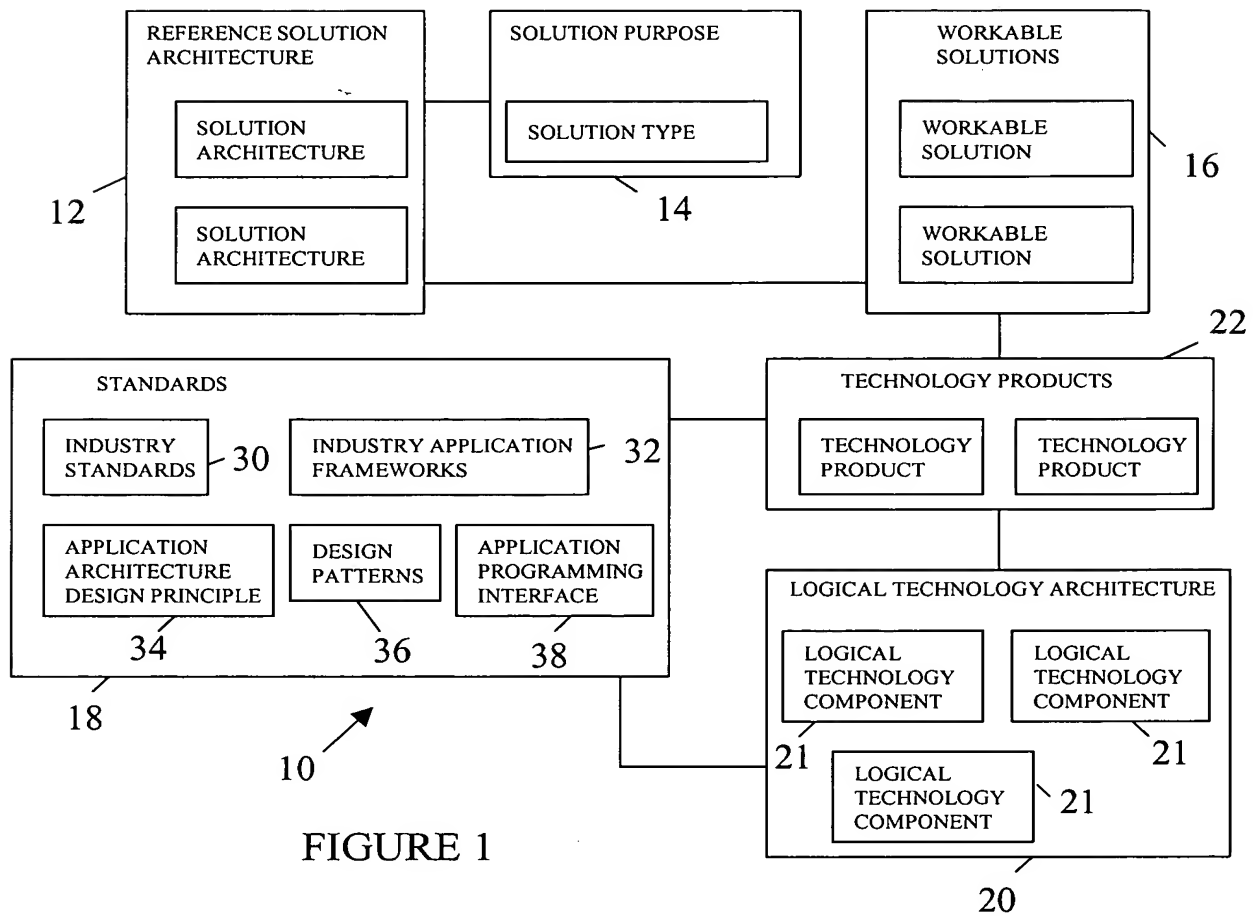 REFERENCE SOLUTION
ARCHITECTURE
SOLUTION
ARCHITECTURE
SOLUTION
ARCHITECTURE
12
SOLUTION PURPOSE
SOLUTION TYPE
14
WORKABLE
SOLUTIONS
WORKABLE
SOLUTION
WORKABLE
SOLUTION
16
STANDARDS
INDUSTRY
STANDARDS
30
INDUSTRY APPLICATION
FRAMEWORKS
32
APPLICATION
ARCHITECTURE
DESIGN PRINCIPLE
34
DESIGN
PATTERNS
36
APPLICATION
PROGRAMMING
INTERFACE
38
18
22
TECHNOLOGY PRODUCTS
TECHNOLOGY
PRODUCT
TECHNOLOGY
PRODUCT
LOGICAL TECHNOLOGY ARCHITECTURE
LOGICAL
TECHNOLOGY
COMPONENT
21
LOGICAL
TECHNOLOGY
COMPONENT
21
LOGICAL
TECHNOLOGY
COMPONENT
21
20
10
FIGURE 1